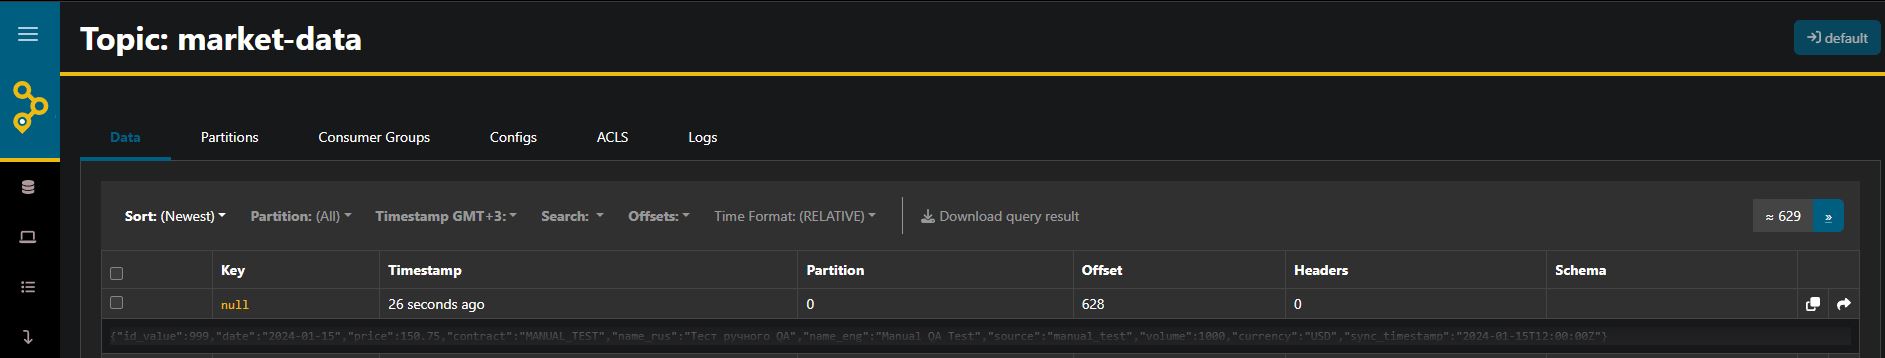 Topic: market-data
default
Data Partitions Consumer Groups Configs ACLS Logs
Sort: (Newest) Partition: (All) Timestamp GMT+3: Search: Offsets: Time Format: (RELATIVE) Download query result ≈ 629 »
Key Timestamp Partition Offset Headers Schema
null 26 seconds ago 0 628 0
{"id_value":999,"date":"2024-01-15","price":150.75,"contract":"MANUAL_TEST","name_rus":"Тест ручного QA","name_eng":"Manual QA Test","source":"manual_test","volume":1000,"currency":"USD","sync_timestamp":"2024-01-15T12:00:00Z"}